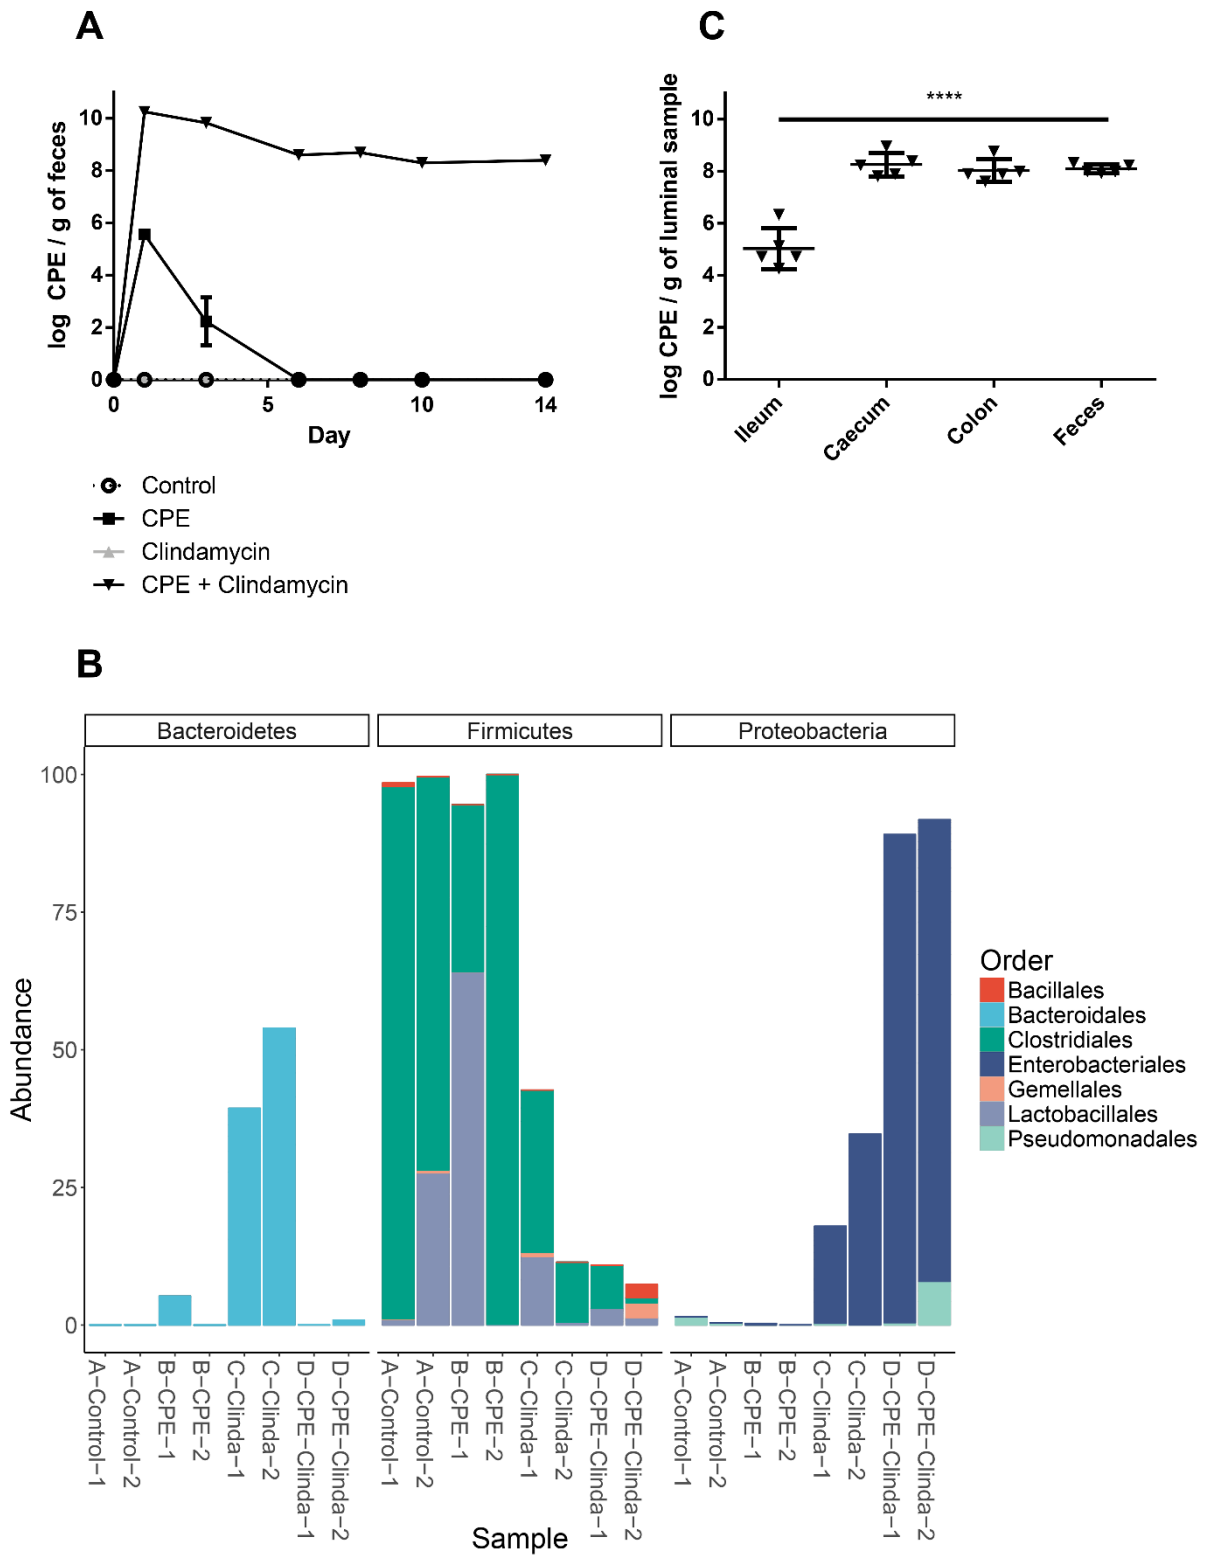 A
log CPE / g of feces
10
8
6
4
2
0
0 5 10 14
Day
Control
CPE
Clindamycin
CPE + Clindamycin
C
log CPE / g of luminal sample
10
8
6
4
2
0
****
Ileum
Caecum
Colon
Feces
B
Bacteroidetes Firmicutes Proteobacteria
Abundance
100
75
50
25
0
A-Control-1
A-Control-2
B-CPE-1
B-CPE-2
C-Clinda-1
C-Clinda-2
D-CPE-Clinda-1
D-CPE-Clinda-2
A-Control-1
A-Control-2
B-CPE-1
B-CPE-2
C-Clinda-1
C-Clinda-2
D-CPE-Clinda-1
D-CPE-Clinda-2
A-Control-1
A-Control-2
B-CPE-1
B-CPE-2
C-Clinda-1
C-Clinda-2
D-CPE-Clinda-1
D-CPE-Clinda-2
Sample
Order
Bacillales
Bacteroidales
Clostridiales
Enterobacteriales
Gemellales
Lactobacillales
Pseudomonadales